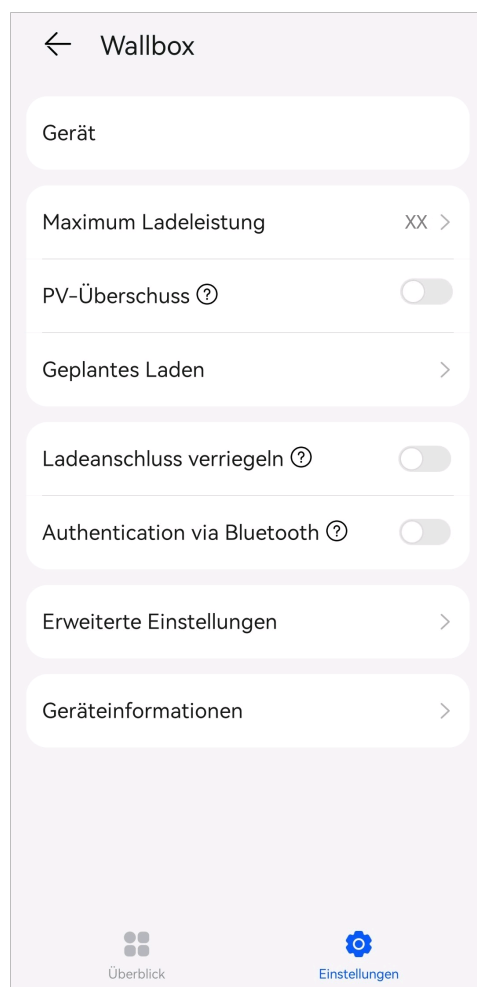 Wallbox
Gerät
Maximum Ladeleistung XX
PV-Überschuss ?
Geplantes Laden
Ladeanschluss verriegeln ?
Authentication via Bluetooth ?
Erweiterte Einstellungen
Geräteinformationen
Überblick Einstellungen